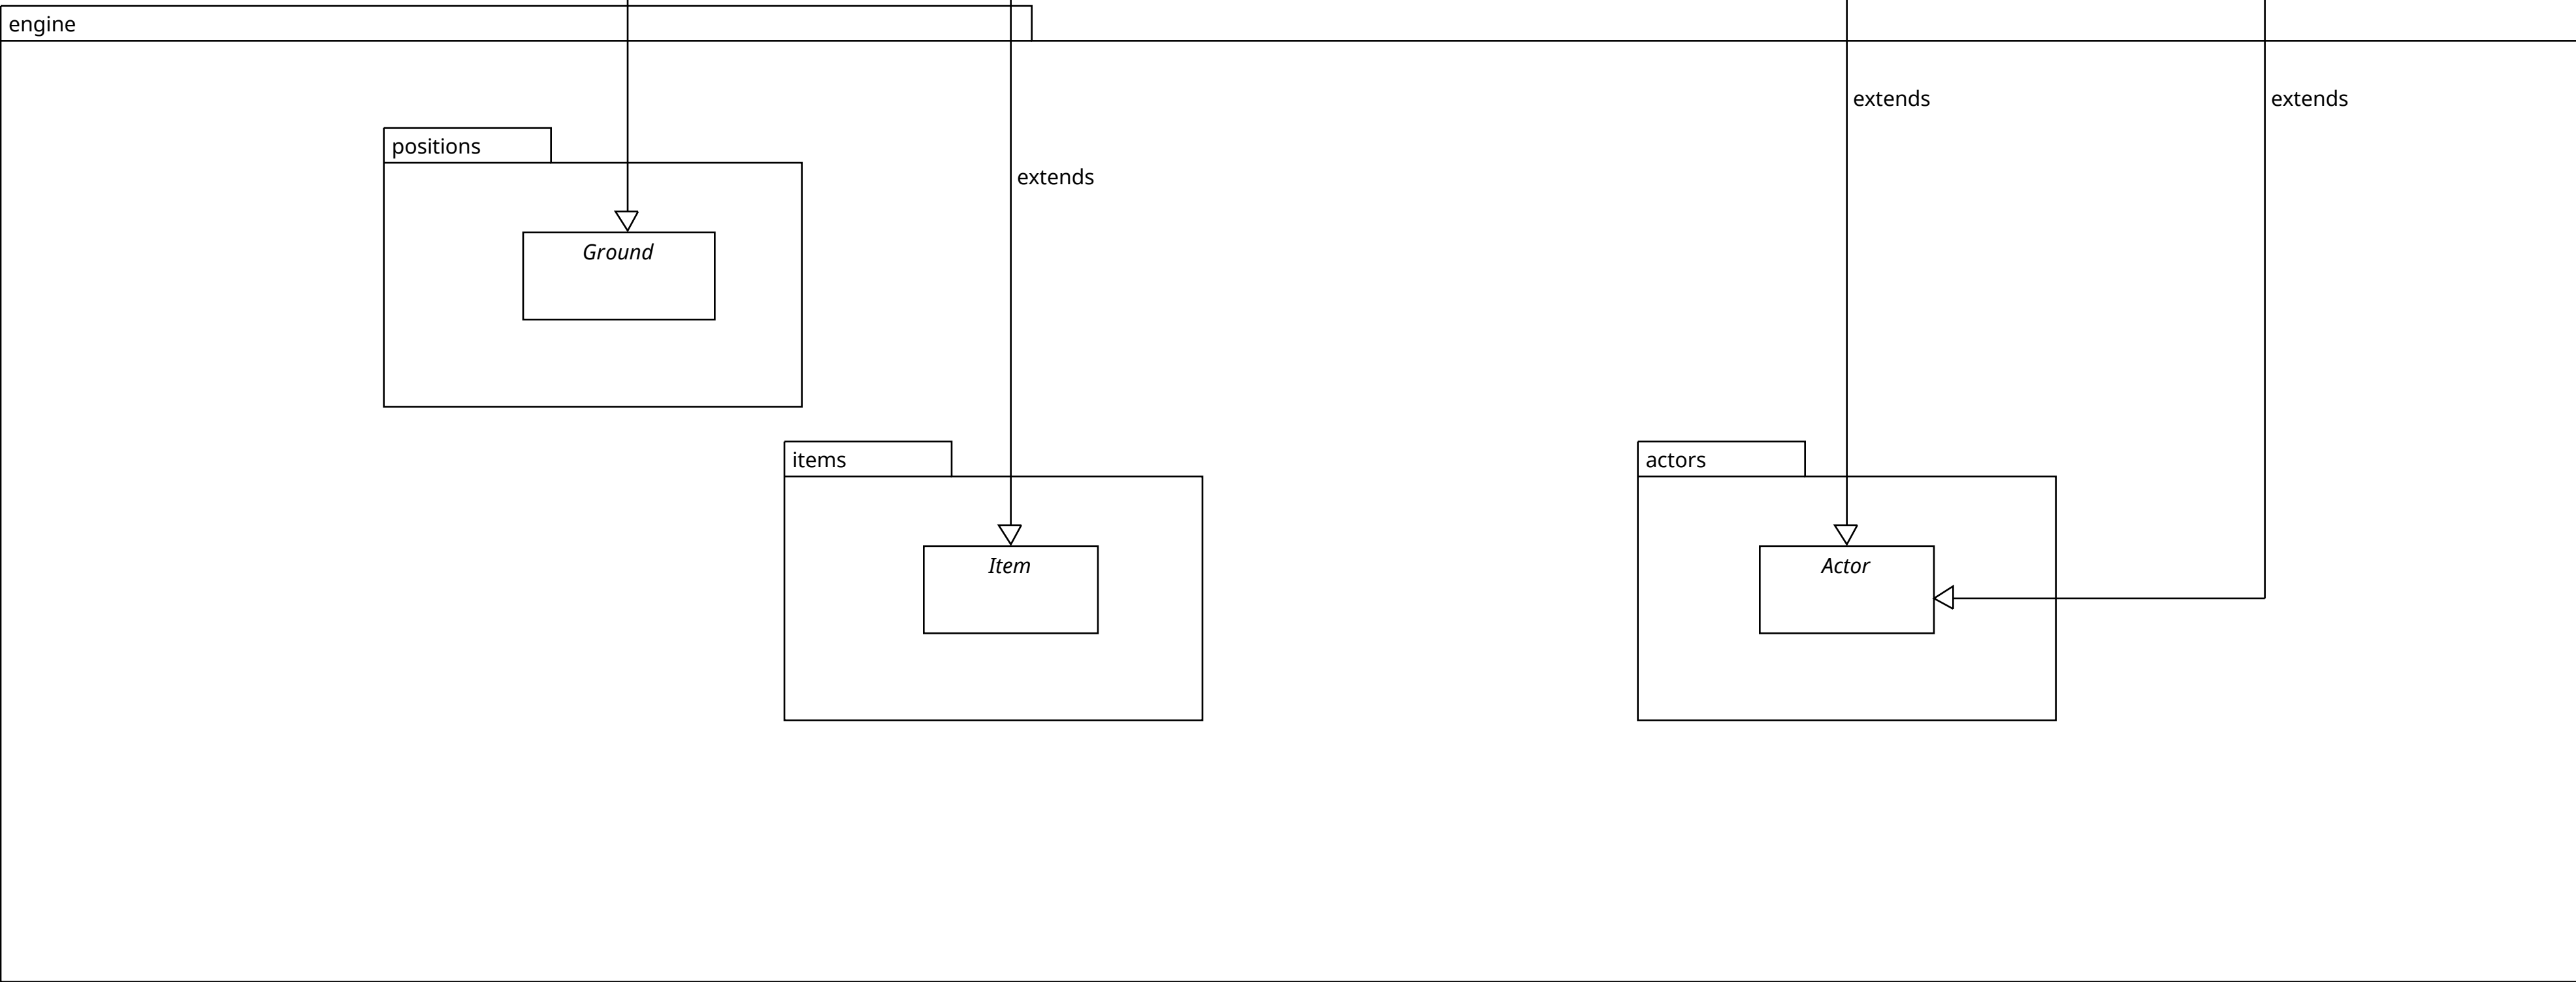 engine
extends
extends
positions
extends
Ground
items
actors
Item
Actor